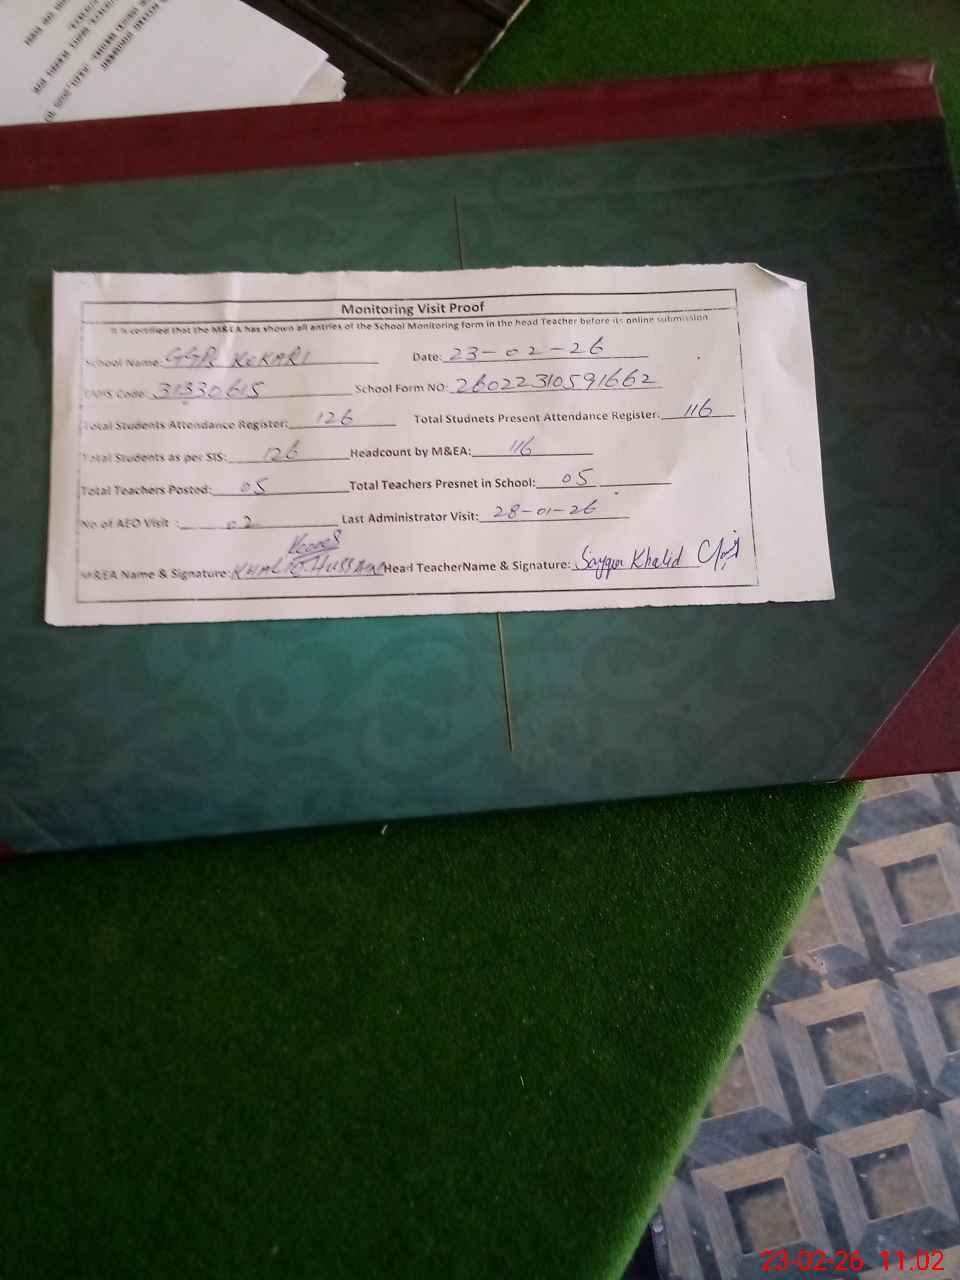 Monitoring Visit Proof
It is certified that the M&EA has shown all entries of the School Monitoring form in the head Teacher before its online submission
School Name: GGPS KOKARI Date: 23-02-26
EMIS Code: 31330615 School Form NO: 26022310591662
Total Students Attendance Register: 126 Total Studnets Present Attendance Register: 116
Total Students as per SIS: 126 Headcount by M&EA: 116
Total Teachers Posted: 05 Total Teachers Presnet in School: 05
No of AEO Visit : 02 Last Administrator Visit: 28-01-26
M&EA Name & Signature: KHALID HUSSAIN Head TeacherName & Signature: Khalid
23-02-26 11.02